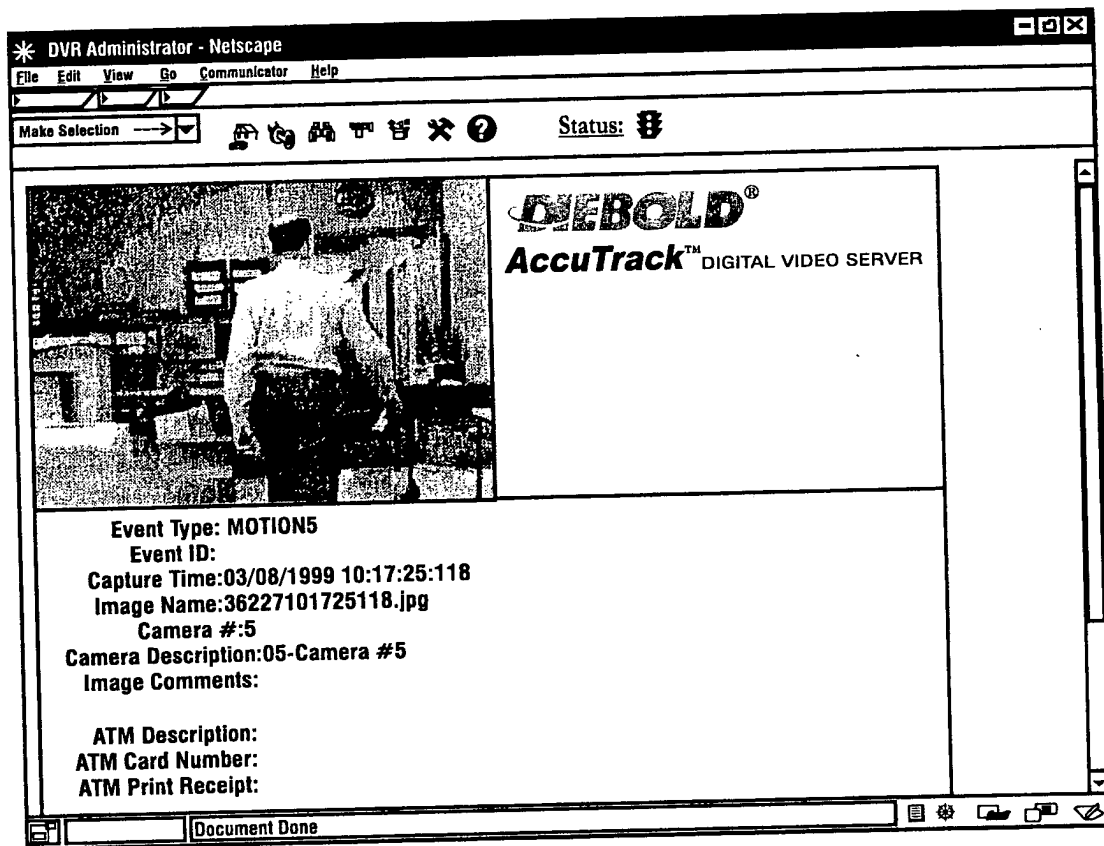 DVR Administrator - Netscape
File Edit View Go Communicator Help
Make Selection --->
? Status:
DIEBOLD®
AccuTrack™ DIGITAL VIDEO SERVER
Event Type: MOTION5
Event ID:
Capture Time:03/08/1999 10:17:25:118
Image Name:36227101725118.jpg
Camera #:5
Camera Description:05-Camera #5
Image Comments:
ATM Description:
ATM Card Number:
ATM Print Receipt:
Document Done